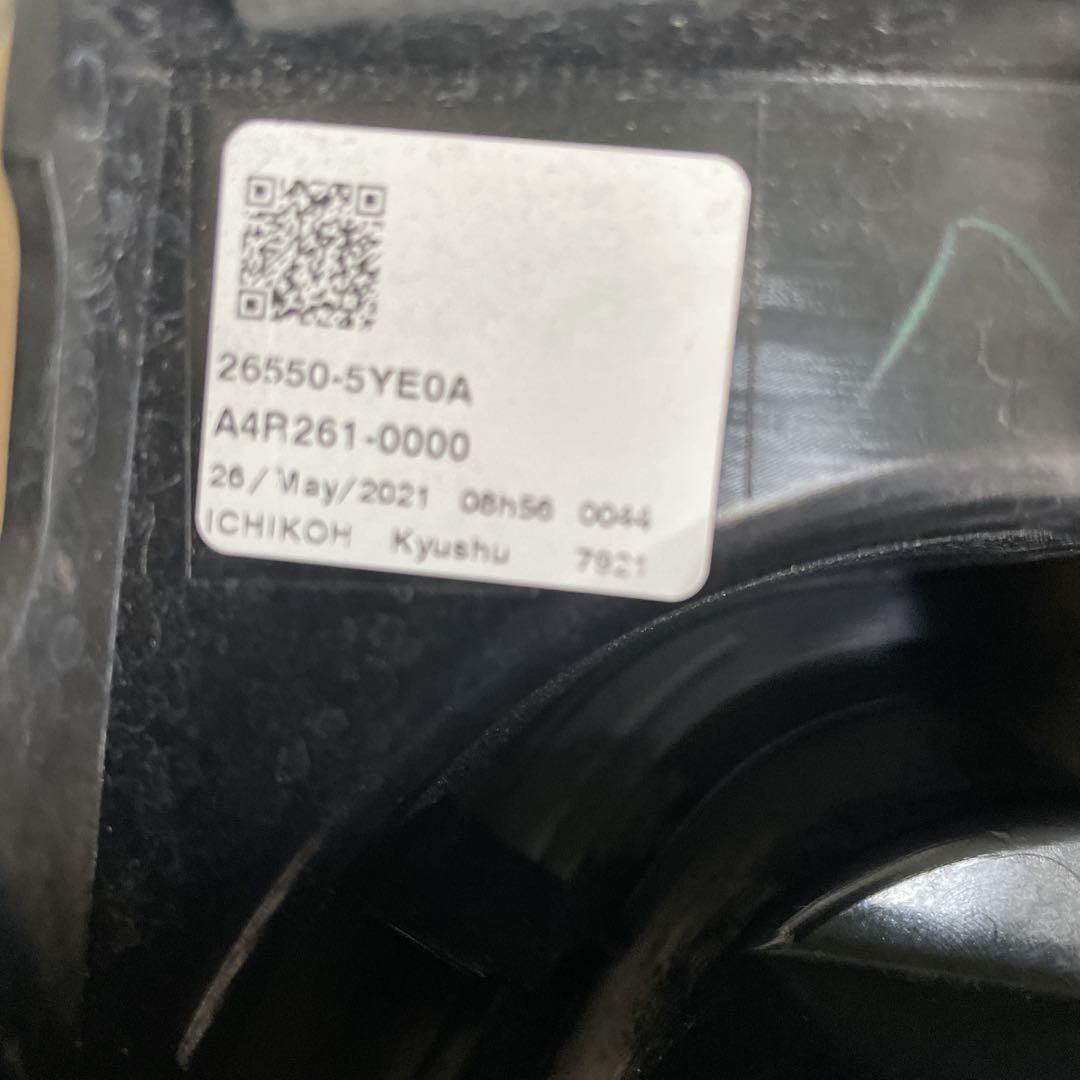 26550-5YE0A
A4R261-0000
26/May/2021 08h56 0044
ICHIKOH Kyushu 7921